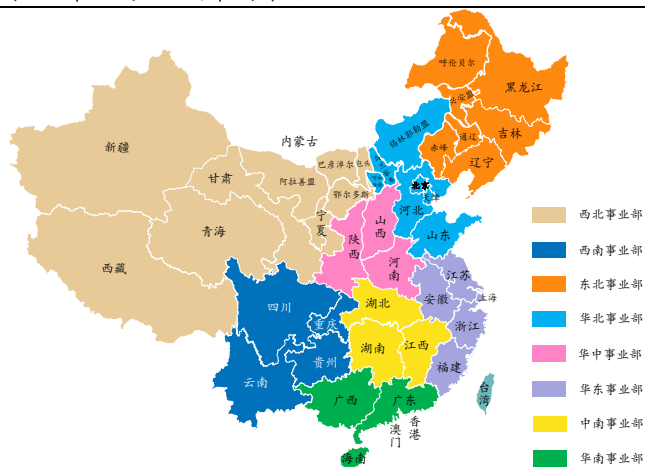 呼伦贝尔
黑龙江
兴安盟
吉林
通辽
赤峰
辽宁
锡林郭勒盟
内蒙古
新疆
巴彦淖尔
包头
甘肃
阿拉善盟
鄂尔多斯
北京
天津
河北
宁夏
山西
陕西
山东
青海
西藏
河南
江苏
安徽
上海
四川
湖北
重庆
浙江
湖南
江西
贵州
云南
福建
台湾
广西
广东
香港
澳门
海南
西北事业部
西南事业部
东北事业部
华北事业部
华中事业部
华东事业部
中南事业部
华南事业部